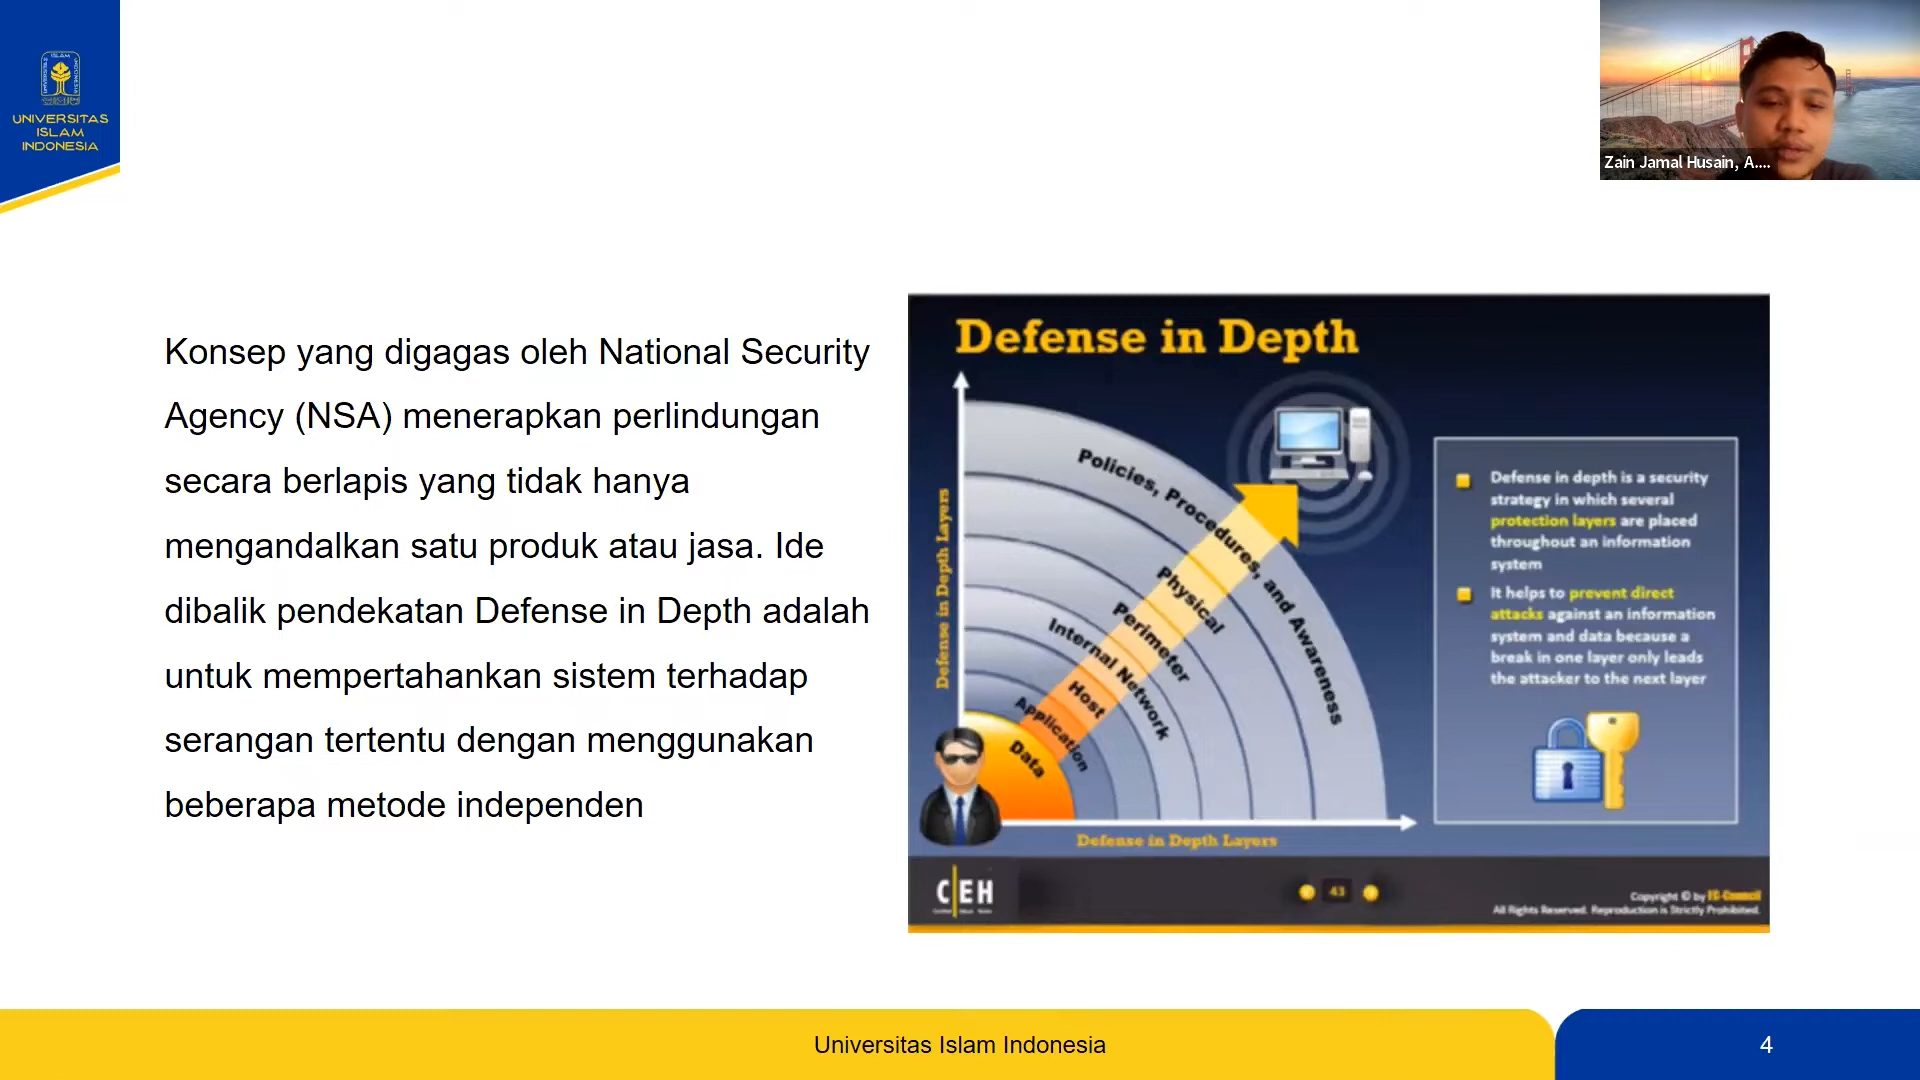 UNIVERSITAS
ISLAM
INDONESIA
Zain Jamal Husain, A....
Konsep yang digagas oleh National Security
Agency (NSA) menerapkan perlindungan
secara berlapis yang tidak hanya
mengandalkan satu produk atau jasa. Ide
dibalik pendekatan Defense in Depth adalah
untuk mempertahankan sistem terhadap
serangan tertentu dengan menggunakan
beberapa metode independen
Defense in Depth
Defense in Depth Layers
Policies, Procedures, and Awareness
Physical
Perimeter
Internal Network
Host
Application
Data
Defense in Depth Layers
Defense in depth is a security
strategy in which several
protection layers are placed
throughout an information
system
It helps to prevent direct
attacks against an information
system and data because a
break in one layer only leads
the attacker to the next layer
CEH
43
Copyright © by EC-Council
All Rights Reserved. Reproduction is Strictly Prohibited.
Universitas Islam Indonesia
4